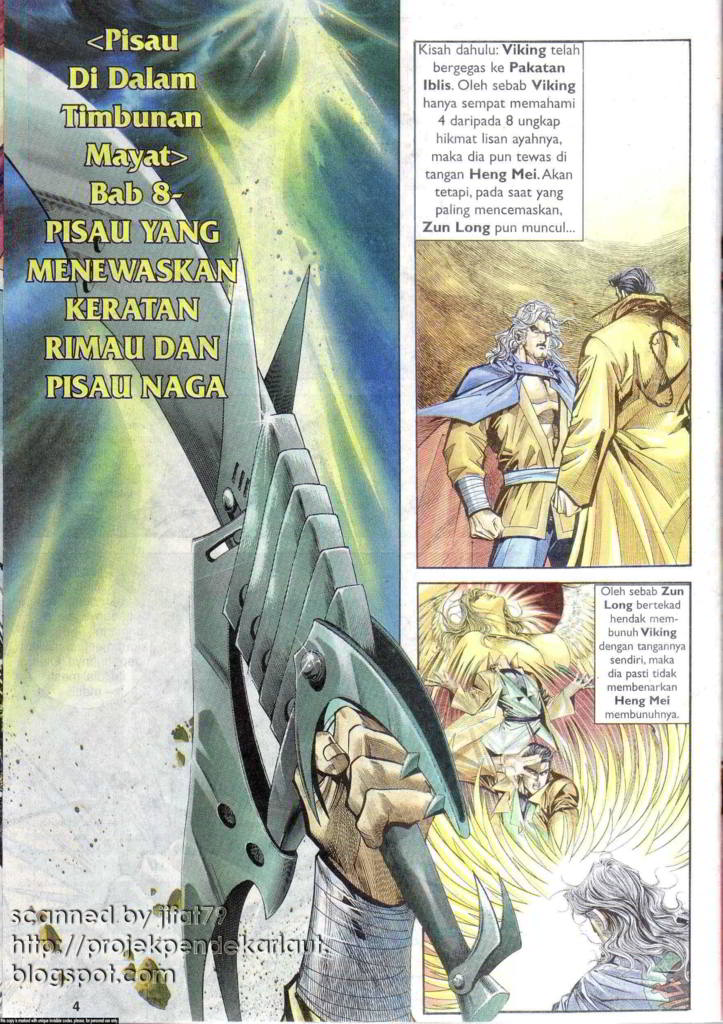 <Pisau
Di Dalam
Timbunan
Mayat>
Bab 8-
PISAU YANG
MENEWASKAN
KERATAN
RIMAU DAN
PISAU NAGA
Kisah dahulu: Viking telah
bergegas ke Pakatan
Iblis. Oleh sebab Viking
hanya sempat memahami
4 daripada 8 ungkap
hikmat lisan ayahnya,
maka dia pun tewas di
tangan Heng Mei. Akan
tetapi, pada saat yang
paling mencemaskan,
Zun Long pun muncul...
Oleh sebab Zun
Long bertekad
hendak mem-
bunuh Viking
dengan tangannya
sendiri, maka
dia pasti tidak
membenarkan
Heng Mei
membunuhnya.
scanned by jfiat79
http://projekpendekarlaut.
blogspot.com
4